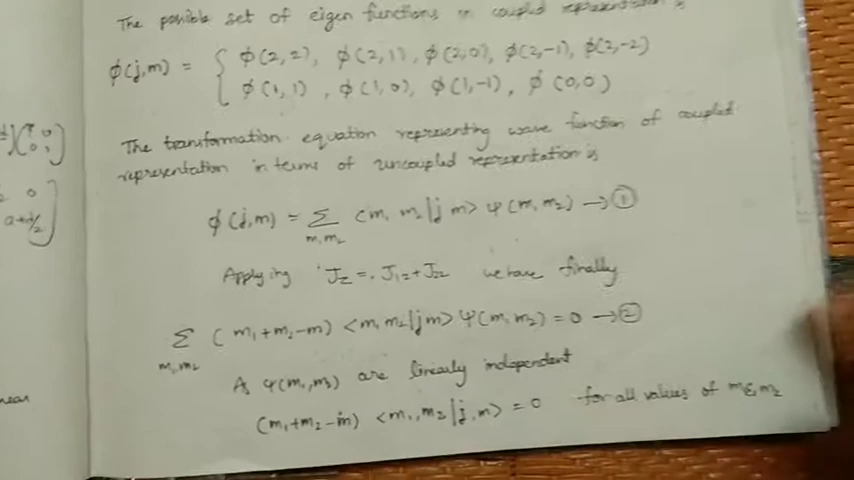 The possible set of eigen functions in coupled representation is
ϕ(j,m) = { ϕ(2,2), ϕ(2,1), ϕ(2,0), ϕ(2,-1), ϕ(2,-2)
ϕ(1,1), ϕ(1,0), ϕ(1,-1), ϕ(0,0)
The transformation equation representing wave function of coupled
representation in terms of uncoupled representation is
ϕ(j,m) = Σ <m₁ m₂|j m> ψ(m₁ m₂) → ①
m₁m₂
Applying J_z = J₁z + J₂z we have finally
Σ (m₁+m₂-m) <m₁ m₂|jm> ψ(m₁ m₂) = 0 → ②
m₁m₂
As ψ(m₁,m₂) are linearly independent
(m₁+m₂-m) <m₁,m₂|j,m> = 0 for all values of m₁ & m₂